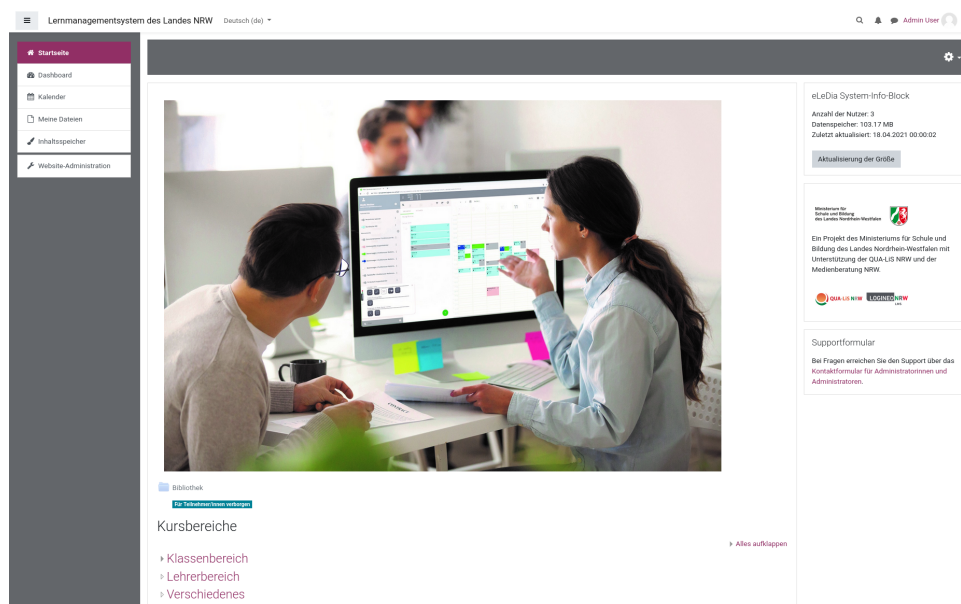 Lernmanagementsystem des Landes NRW
Deutsch (de)
Admin User
Startseite
Dashboard
Kalender
Meine Dateien
Inhaltsspeicher
Website-Administration
CONTRACT
Bibliothek
Für Teilnehmer/innen verborgen
Kursbereiche
Alles aufklappen
Klassenbereich
Lehrerbereich
Verschiedenes
eLeDia System-Info-Block
Anzahl der Nutzer: 3
Datenspeicher: 103.17 MB
Zuletzt aktualisiert: 18.04.2021 00:00:02
Aktualisierung der Größe
Ministerium für
Schule und Bildung
des Landes Nordrhein-Westfalen
Ein Projekt des Ministeriums für Schule und
Bildung des Landes Nordrhein-Westfalen mit
Unterstützung der QUA-LiS NRW und der
Medienberatung NRW.
QUA-LiS NRW
LOGINEO NRW
LMS
Supportformular
Bei Fragen erreichen Sie den Support über das
Kontaktformular für Administratorinnen und
Administratoren.